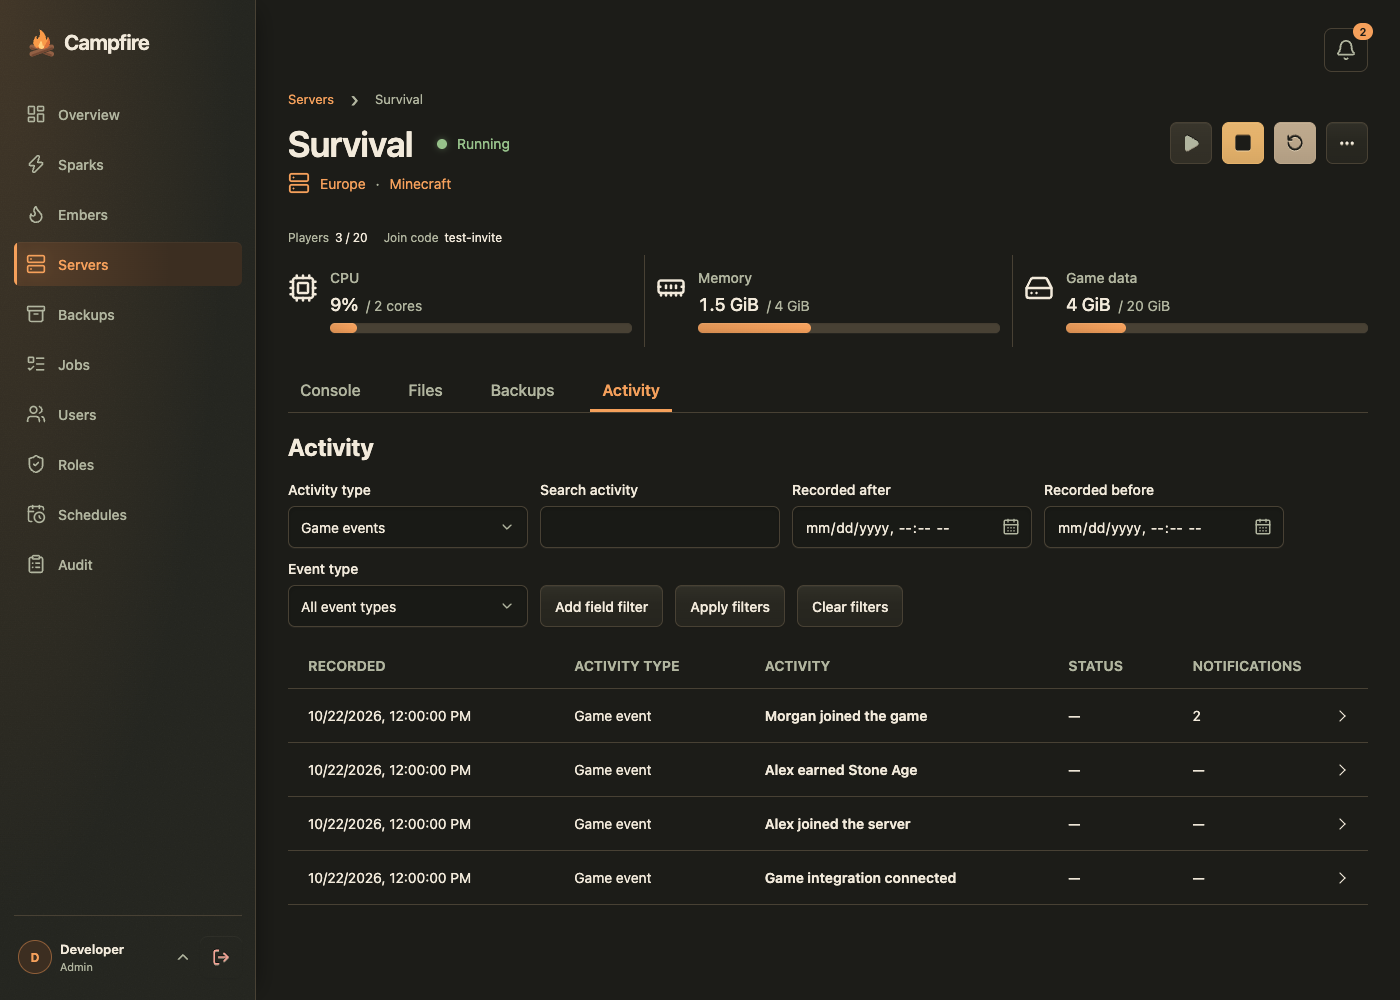 Campfire
2
Overview
Sparks
Embers
Servers
Backups
Jobs
Users
Roles
Schedules
Audit
Developer
Admin
D
Servers > Survival
Survival
Running
Europe · Minecraft
Players 3 / 20 Join code test-invite
CPU
9% / 2 cores
Memory
1.5 GiB / 4 GiB
Game data
4 GiB / 20 GiB
Console Files Backups Activity
Activity
Activity type Search activity Recorded after Recorded before
Game events mm/dd/yyyy, --:-- -- mm/dd/yyyy, --:-- --
Event type
All event types Add field filter Apply filters Clear filters
RECORDED ACTIVITY TYPE ACTIVITY STATUS NOTIFICATIONS
10/22/2026, 12:00:00 PM Game event Morgan joined the game — 2
10/22/2026, 12:00:00 PM Game event Alex earned Stone Age — —
10/22/2026, 12:00:00 PM Game event Alex joined the server — —
10/22/2026, 12:00:00 PM Game event Game integration connected — —